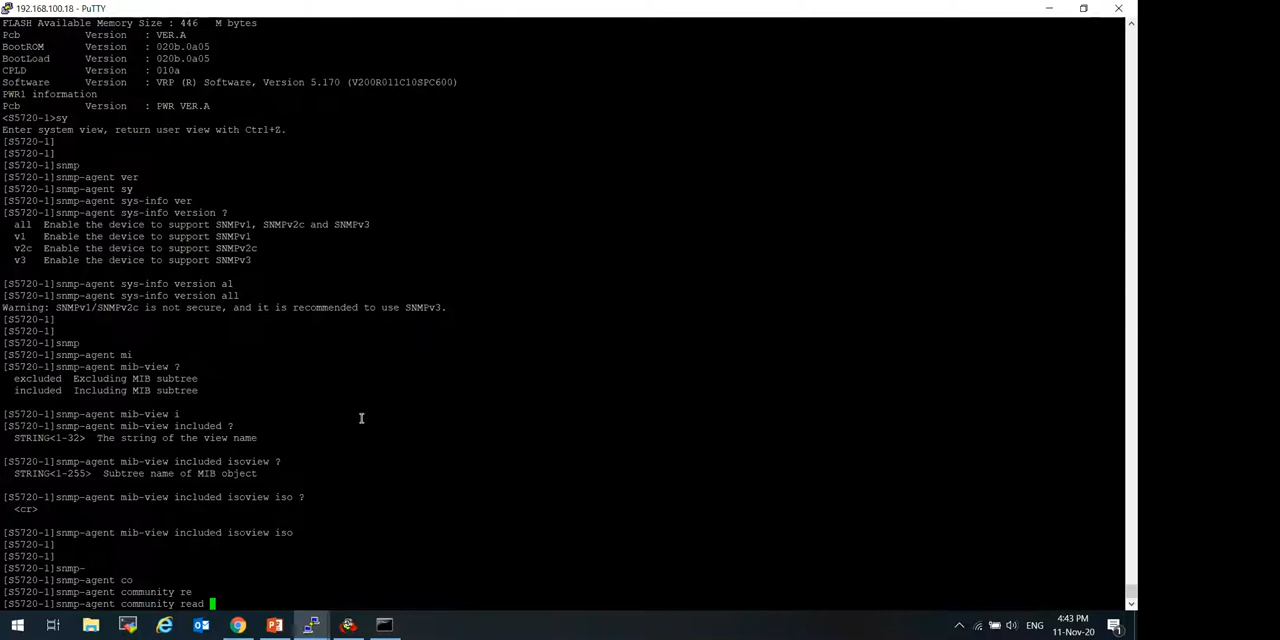 192.168.100.18 - PuTTY
FLASH Available Memory Size : 446   M bytes
Pcb      Version  : VER.A
BootROM  Version  : 020b.0a05
BootLoad Version  : 020b.0a05
CPLD     Version  : 010a
Software Version  : VRP (R) Software, Version 5.170 (V200R011C10SPC600)
PWR1 information
Pcb      Version  : PWR VER.A
<S5720-1>sy
Enter system view, return user view with Ctrl+Z.
[S5720-1]
[S5720-1]
[S5720-1]snmp
[S5720-1]snmp-agent ver
[S5720-1]snmp-agent sy
[S5720-1]snmp-agent sys-info ver
[S5720-1]snmp-agent sys-info version ?
  all  Enable the device to support SNMPv1, SNMPv2c and SNMPv3
  v1   Enable the device to support SNMPv1
  v2c  Enable the device to support SNMPv2c
  v3   Enable the device to support SNMPv3
[S5720-1]snmp-agent sys-info version al
[S5720-1]snmp-agent sys-info version all
Warning: SNMPv1/SNMPv2c is not secure, and it is recommended to use SNMPv3.
[S5720-1]
[S5720-1]
[S5720-1]snmp
[S5720-1]snmp-agent mi
[S5720-1]snmp-agent mib-view ?
  excluded  Excluding MIB subtree
  included  Including MIB subtree
[S5720-1]snmp-agent mib-view i
[S5720-1]snmp-agent mib-view included ?
  STRING<1-32>  The string of the view name
[S5720-1]snmp-agent mib-view included isoview ?
  STRING<1-255>  Subtree name of MIB object
[S5720-1]snmp-agent mib-view included isoview iso ?
  <cr>
[S5720-1]snmp-agent mib-view included isoview iso
[S5720-1]
[S5720-1]
[S5720-1]snmp-
[S5720-1]snmp-agent co
[S5720-1]snmp-agent community re
[S5720-1]snmp-agent community read
ENG
4:43 PM
11-Nov-20
1